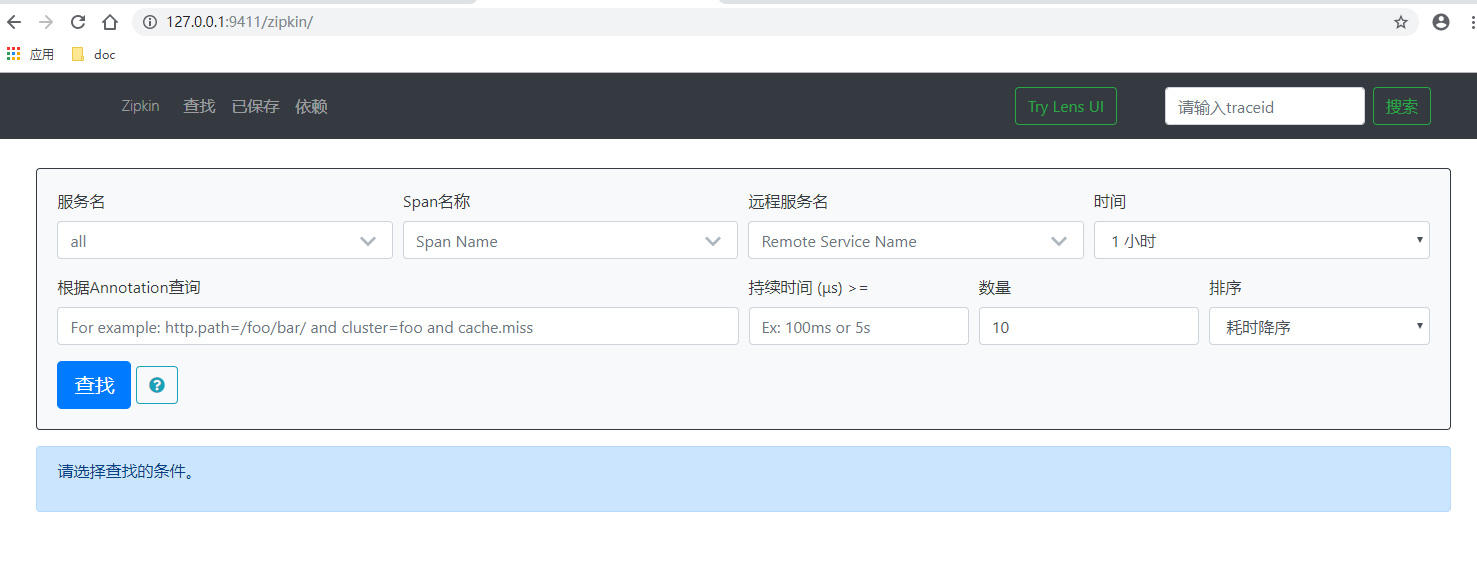 127.0.0.1:9411/zipkin/
应用 doc
Zipkin 查找 已保存 依赖 Try Lens UI 请输入traceid 搜索
服务名 Span名称 远程服务名 时间
all Span Name Remote Service Name 1 小时
根据Annotation查询 持续时间 (μs) >= 数量 排序
For example: http.path=/foo/bar/ and cluster=foo and cache.miss Ex: 100ms or 5s 10 耗时降序
查找
请选择查找的条件。